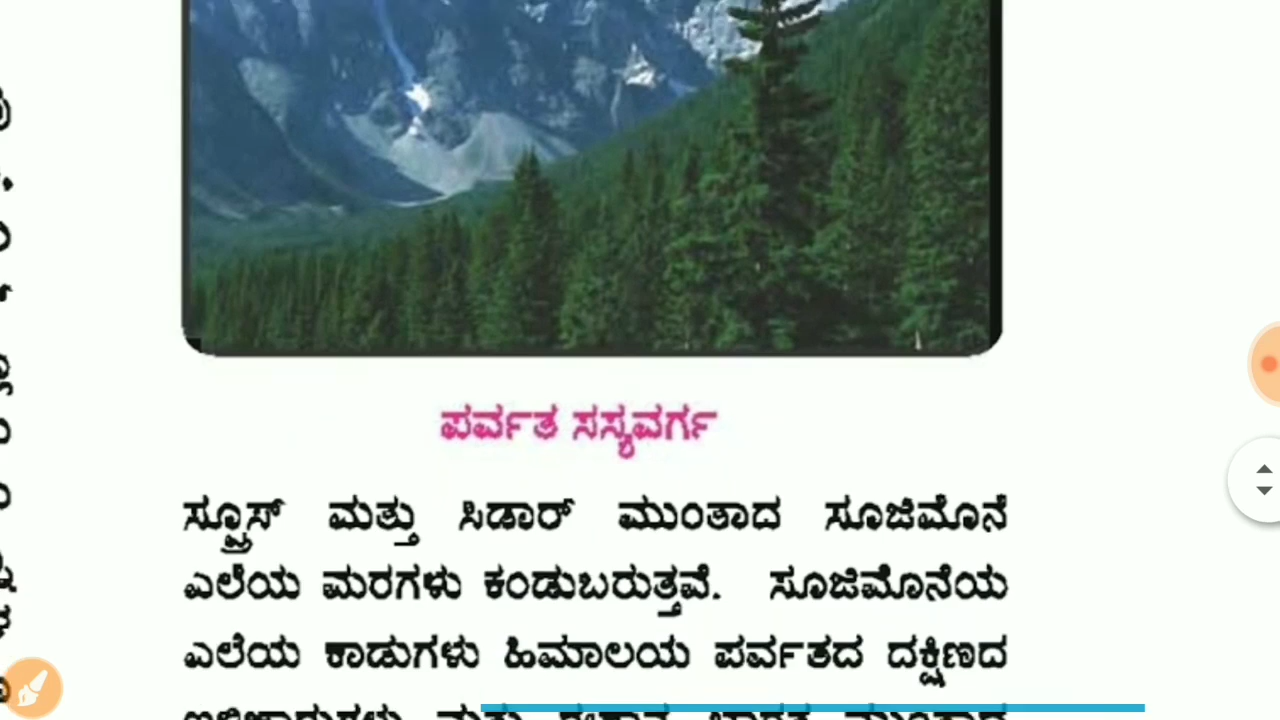 ಪರ್ವತ ಸಸ್ಯವರ್ಗ
ಸ್ಪ್ರೂಸ್ ಮತ್ತು ಸಿಡಾರ್ ಮುಂತಾದ ಸೂಜಿಮೊನೆ
ಎಲೆಯ ಮರಗಳು ಕಂಡುಬರುತ್ತವೆ. ಸೂಜಿಮೊನೆಯ
ಎಲೆಯ ಕಾಡುಗಳು ಹಿಮಾಲಯ ಪರ್ವತದ ದಕ್ಷಿಣದ